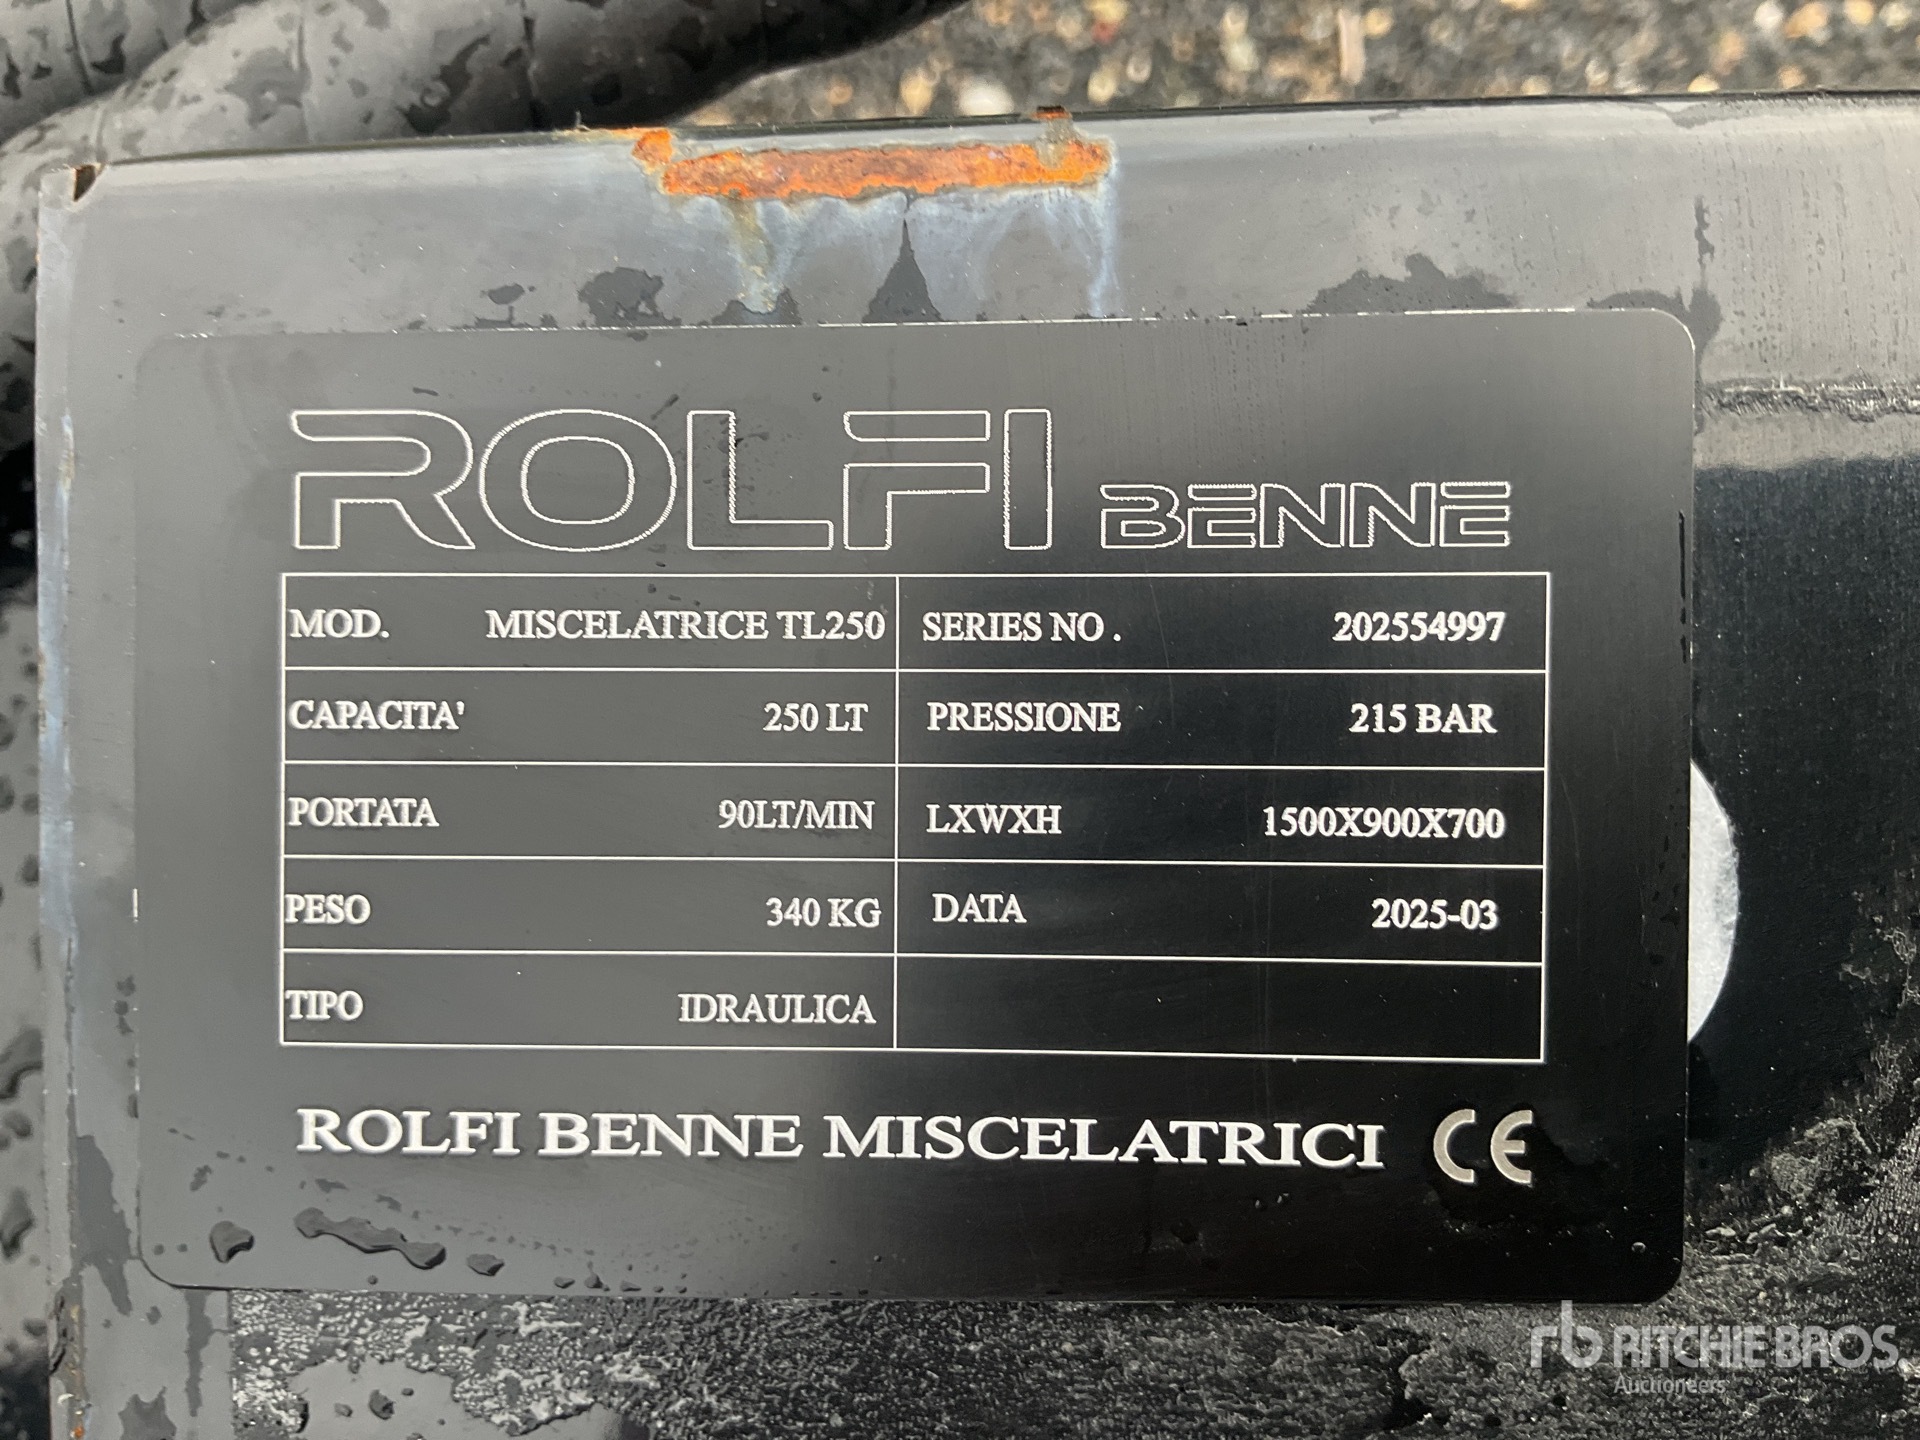 ROLFI BENNE
MOD. MISCELATRICE TL250 SERIES NO . 202554997
CAPACITA' 250 LT PRESSIONE 215 BAR
PORTATA 90LT/MIN LXWXH 1500X900X700
PESO 340 KG DATA 2025-03
TIPO IDRAULICA
ROLFI BENNE MISCELATRICI CE
rb RITCHIE BROS.
Auctioneers